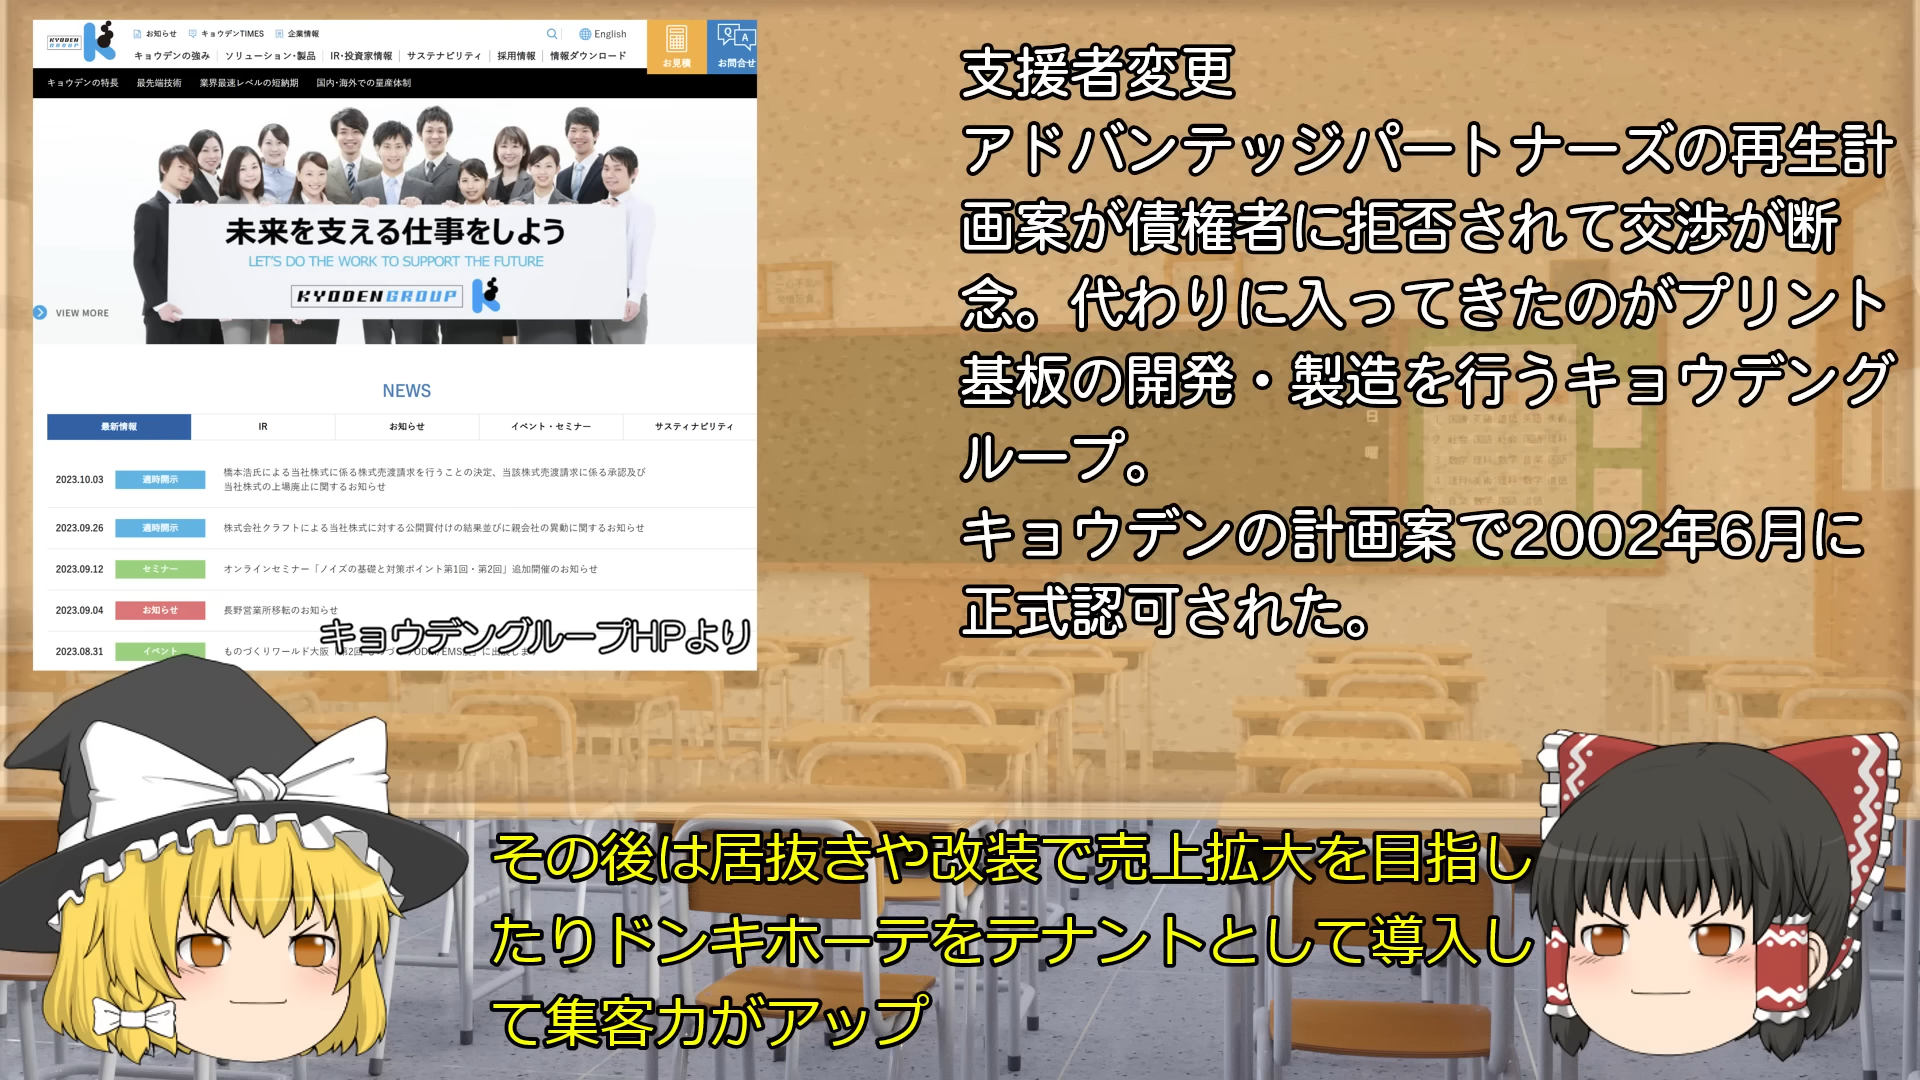 KYODEN GROUP
お知らせ キョウデンTIMES 企業情報
English
キョウデンの強み ソリューション・製品 IR・投資家情報 サステナビリティ 採用情報 情報ダウンロード
お見積
Q A
お問合せ
キョウデンの特長 最先端技術 業界最速レベルの短納期 国内・海外での量産体制
未来を支える仕事をしよう
LET'S DO THE WORK TO SUPPORT THE FUTURE
KYODENGROUP
VIEW MORE
NEWS
最新情報 IR お知らせ イベント・セミナー サスティナビリティ
2023.10.03 適時開示 橋本浩氏による当社株式に係る株式売渡請求を行うことの決定、当該株式売渡請求に係る承認及び
当社株式の上場廃止に関するお知らせ
2023.09.26 適時開示 株式会社クラフトによる当社株式に対する公開買付けの結果並びに親会社の異動に関するお知らせ
2023.09.12 セミナー オンラインセミナー「ノイズの基礎と対策ポイント第1回・第2回」追加開催のお知らせ
2023.09.04 お知らせ 長野営業所移転のお知らせ
2023.08.31 イベント ものづくりワールド大阪
キョウデングループHPより
支援者変更
アドバンテッジパートナーズの再生計
画案が債権者に拒否されて交渉が断
念。代わりに入ってきたのがプリント
基板の開発・製造を行うキョウデング
ループ。
キョウデンの計画案で2002年6月に
正式認可された。
その後は居抜きや改装で売上拡大を目指し
たりドンキホーテをテナントとして導入し
て集客力がアップ